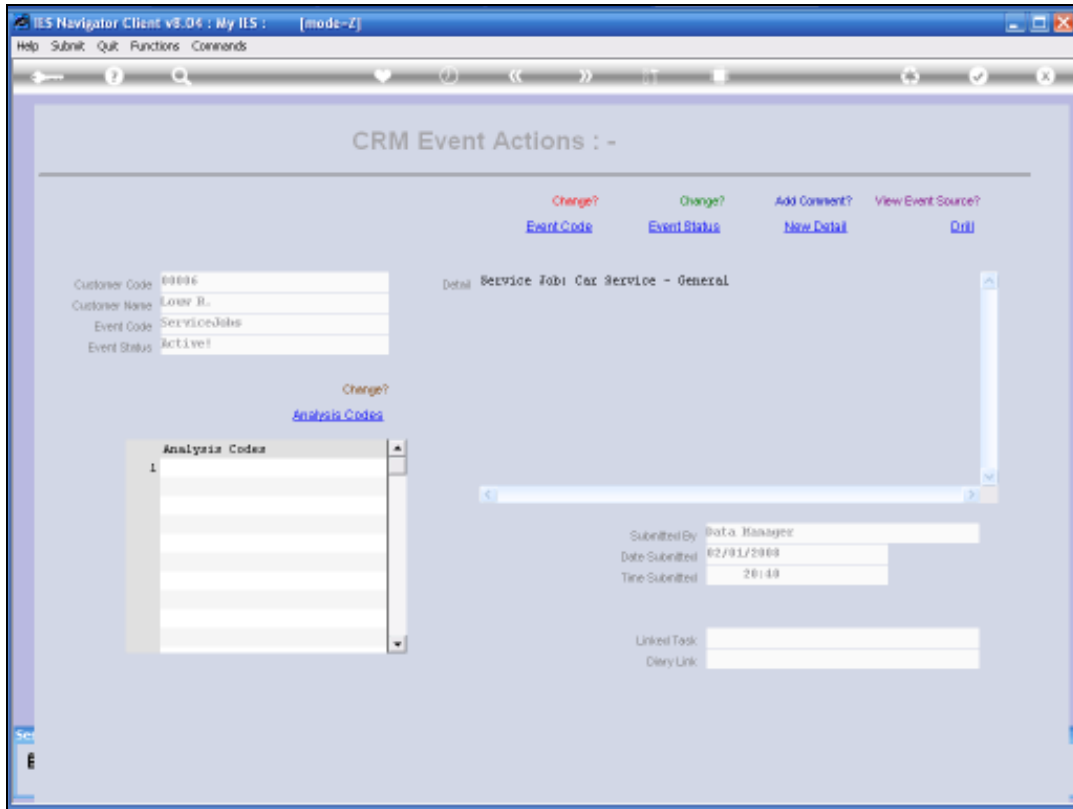 IES Navigator Client v8.04 : My IES : [mode=Z]
Help Submit Quit Functions Commands
CRM Event Actions : -
Change? Change? Add Comment? View Event Source?
Event Code Event Status New Detail Drill
Customer Code 00006
Detail Service Job: Car Service - General
Customer Name Louw R.
Event Code ServiceJobs
Event Status Active!
Change?
Analysis Codes
Analysis Codes
1
Submitted By Data Manager
Date Submitted 02/01/2008
Time Submitted 20:40
Linked Task
Diary Link